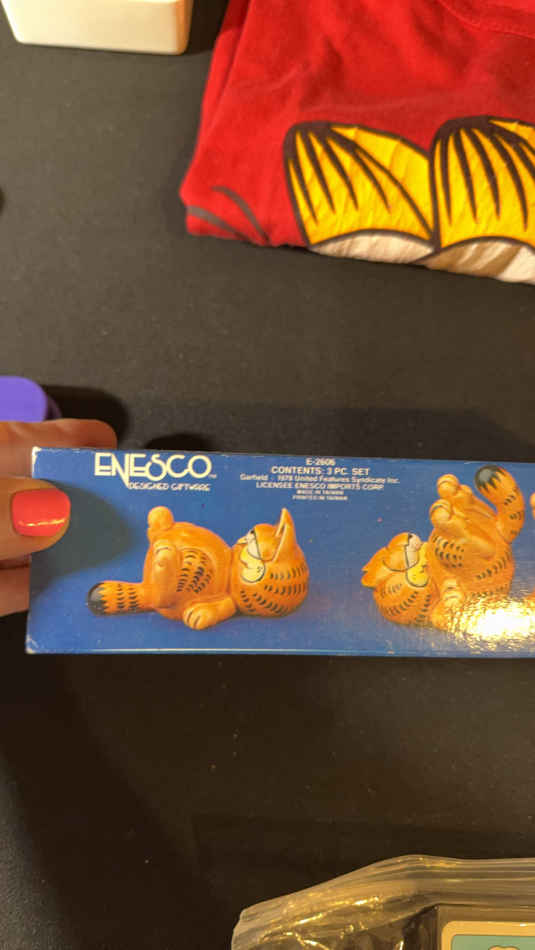 ENESCO™
DESIGNED GIFTWARE
E-2606
CONTENTS: 3 PC. SET
Garfield · 1978 United Features Syndicate Inc.
LICENSEE ENESCO IMPORTS CORP.
MADE IN TAIWAN
PRINTED IN TAIWAN